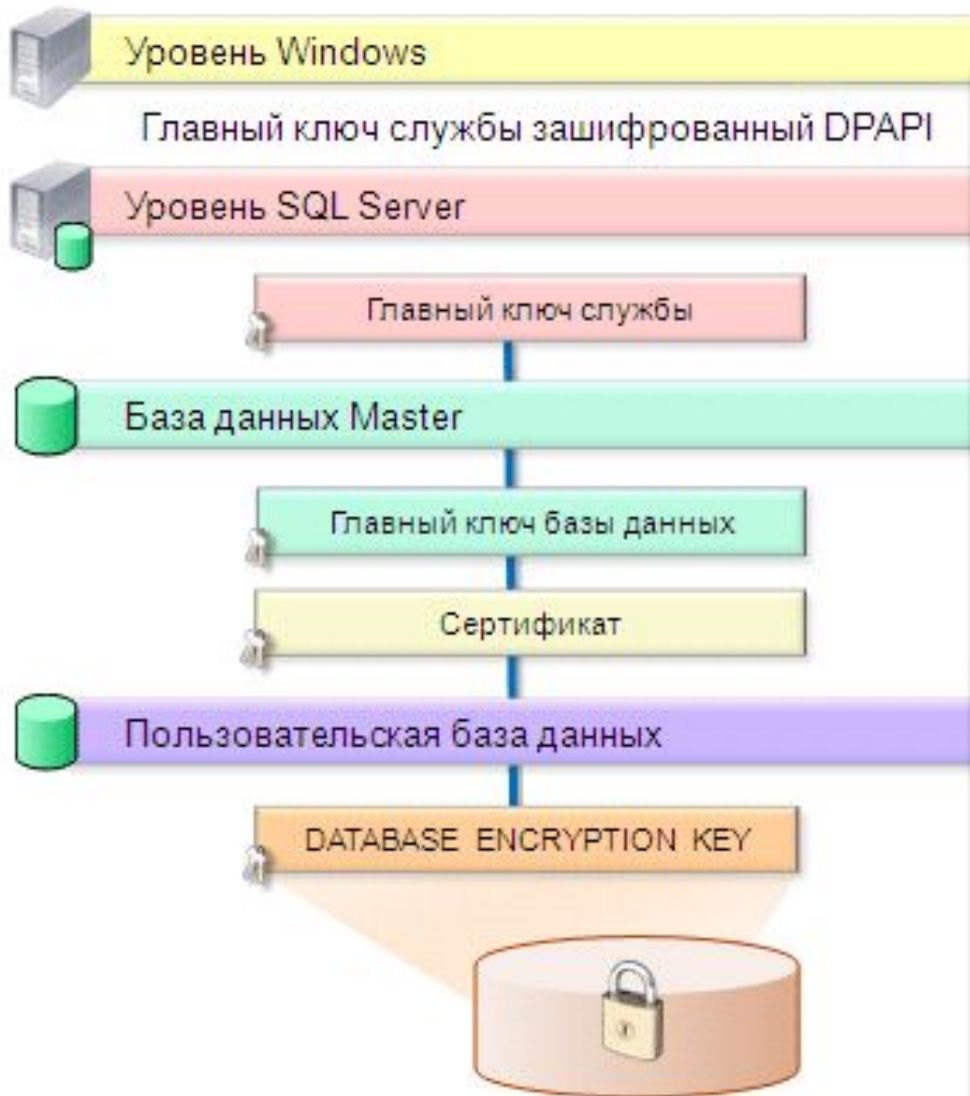 Уровень Windows
Главный ключ службы зашифрованный DPAPI
Уровень SQL Server
Главный ключ службы
База данных Master
Главный ключ базы данных
Сертификат
Пользовательская база данных
DATABASE ENCRYPTION KEY